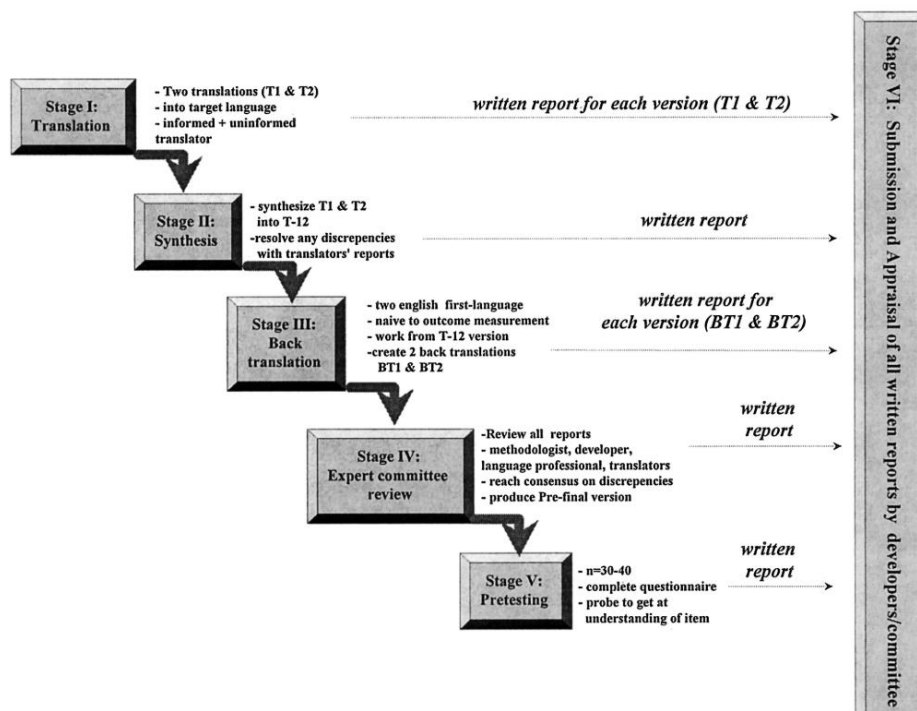 Stage I:
Translation
- Two translations (T1 & T2)
- into target language
- informed + uninformed
translator
written report for each version (T1 & T2)
Stage II:
Synthesis
- synthesize T1 & T2
into T-12
-resolve any discrepencies
with translators' reports
written report
Stage III:
Back
translation
- two english first-language
- naive to outcome measurement
- work from T-12 version
-create 2 back translations
BT1 & BT2
written report for
each version (BT1 & BT2)
Stage IV:
Expert committee
review
-Review all reports
- methodologist, developer,
language professional, translators
- reach consensus on discrepencies
- produce Pre-final version
written
report
Stage V:
Pretesting
- n=30-40
- complete questionnaire
- probe to get at
understanding of item
written
report
Stage VI: Submission and Appraisal of all written reports by developers/committee